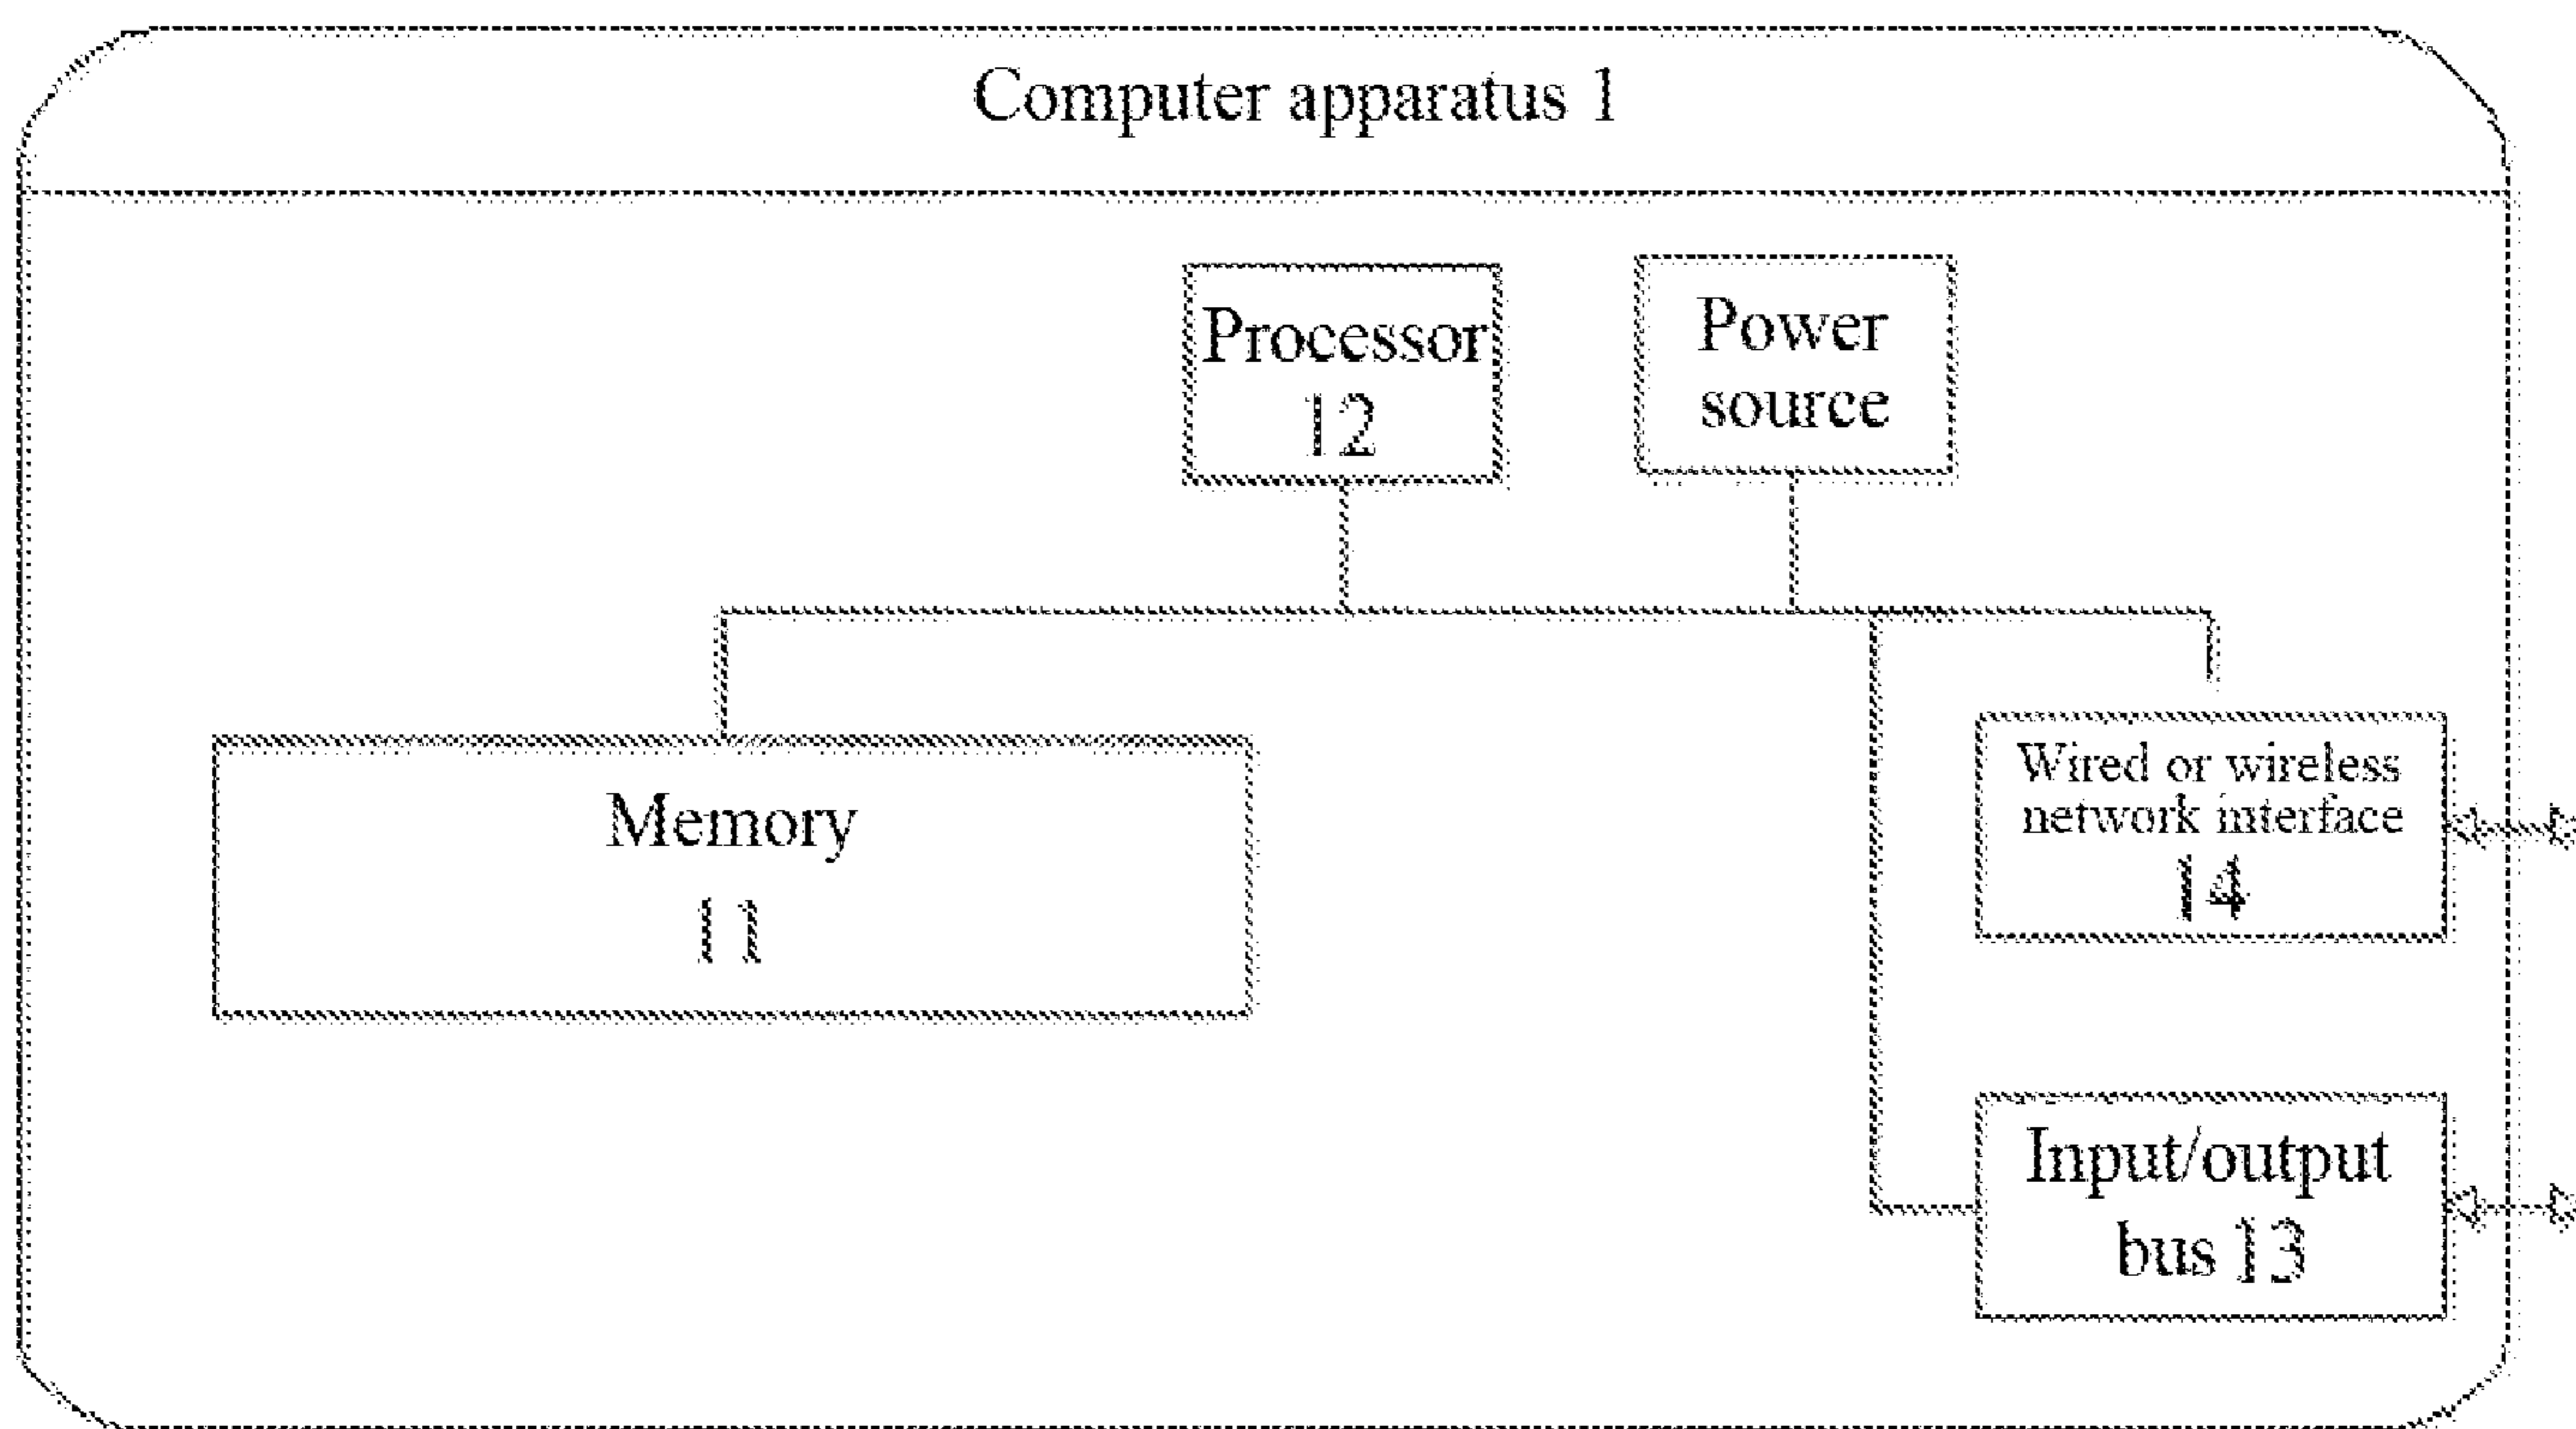 Computer apparatus 1
Processor
12
Power
source
Memory
11
Wired or wireless
network interface
14
Input/output
bus 13